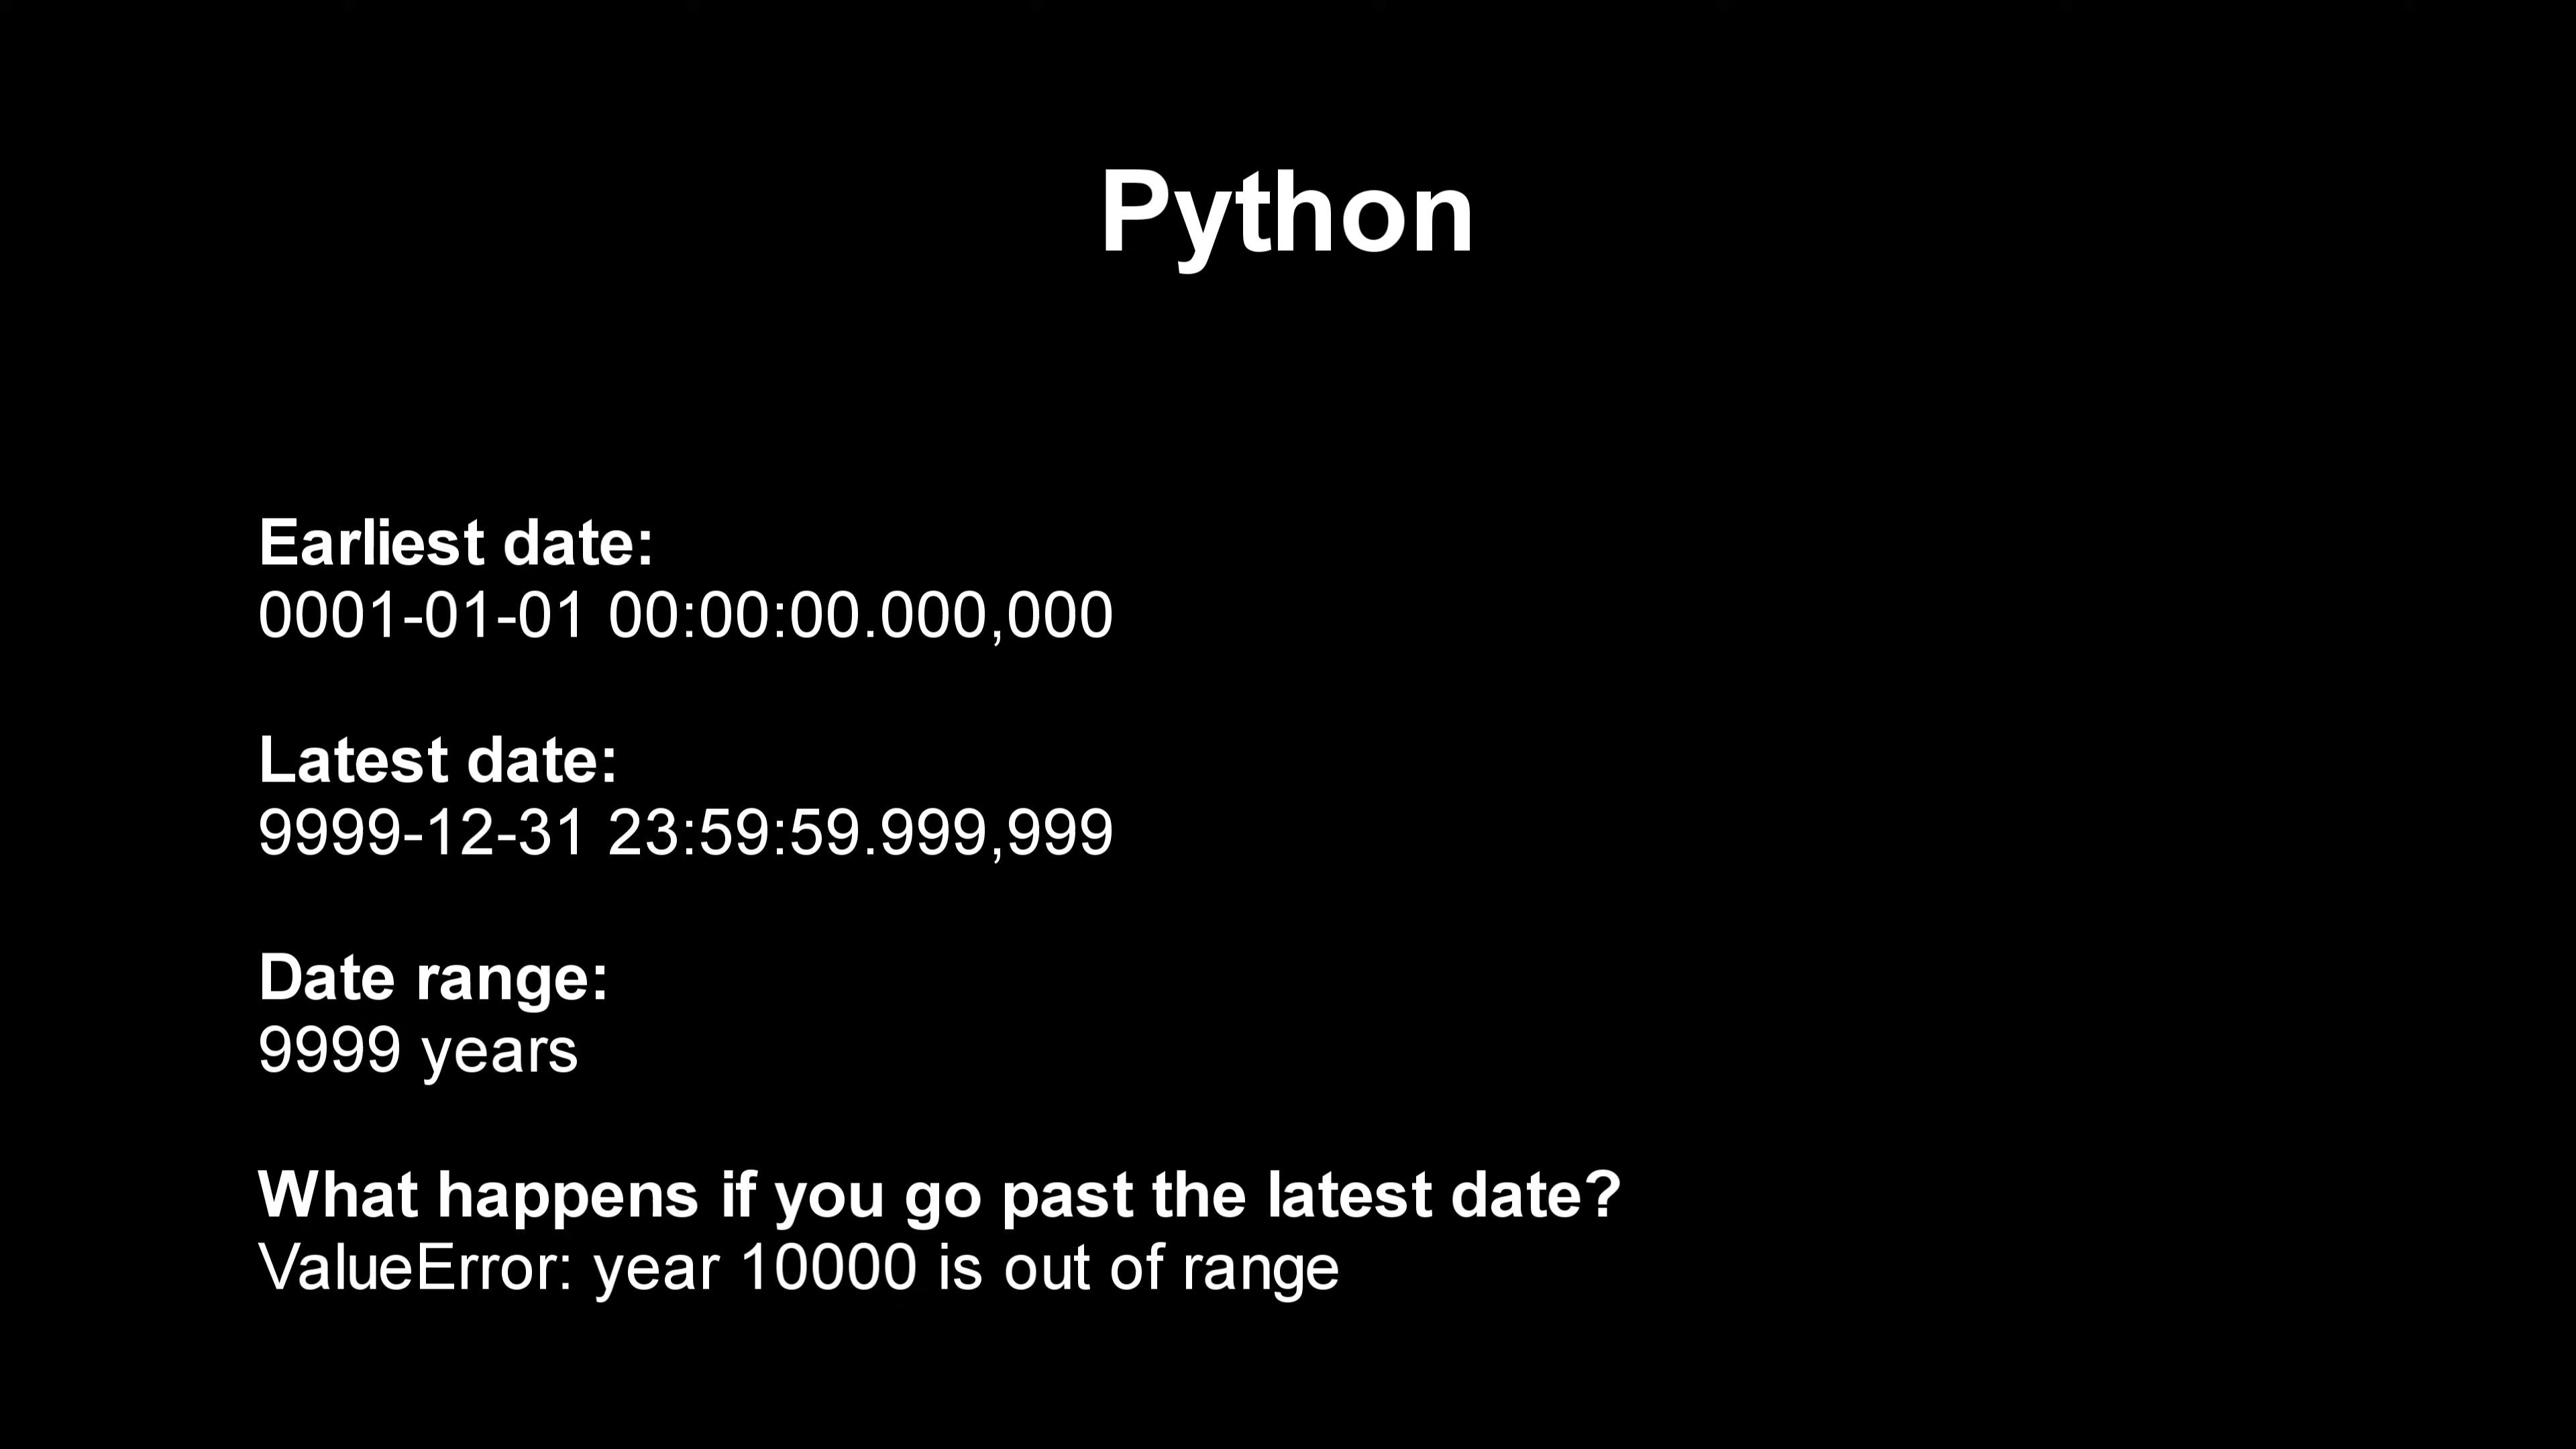 Python
Earliest date:
0001-01-01 00:00:00.000,000
Latest date:
9999-12-31 23:59:59.999,999
Date range:
9999 years
What happens if you go past the latest date?
ValueError: year 10000 is out of range